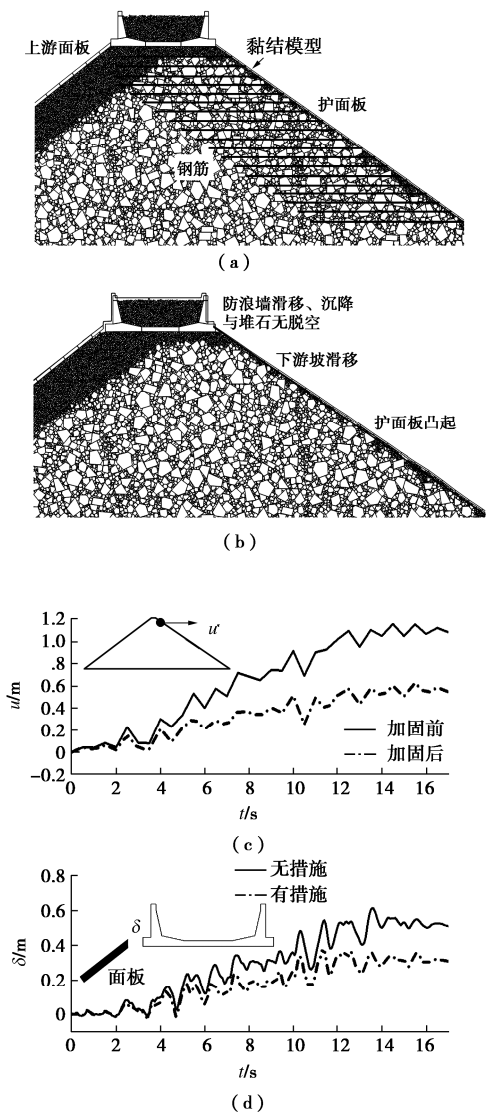 上游面板
黏结模型
护面板
钢筋
(a)
防浪墙滑移、沉降
与堆石无脱空
下游坡滑移
护面板凸起
(b)
1.2
1.0
.8
0.6
0.4
0.2
0
-0.2
u/m
u
加固前
加固后
0 2 4 6 8 10 12 14 16
t/s
(c)
无措施
有措施
0.8
0.6
0.4
0.2
0
δ/m
δ
面板
0 2 4 6 8 10 12 14 16
t/s
(d)